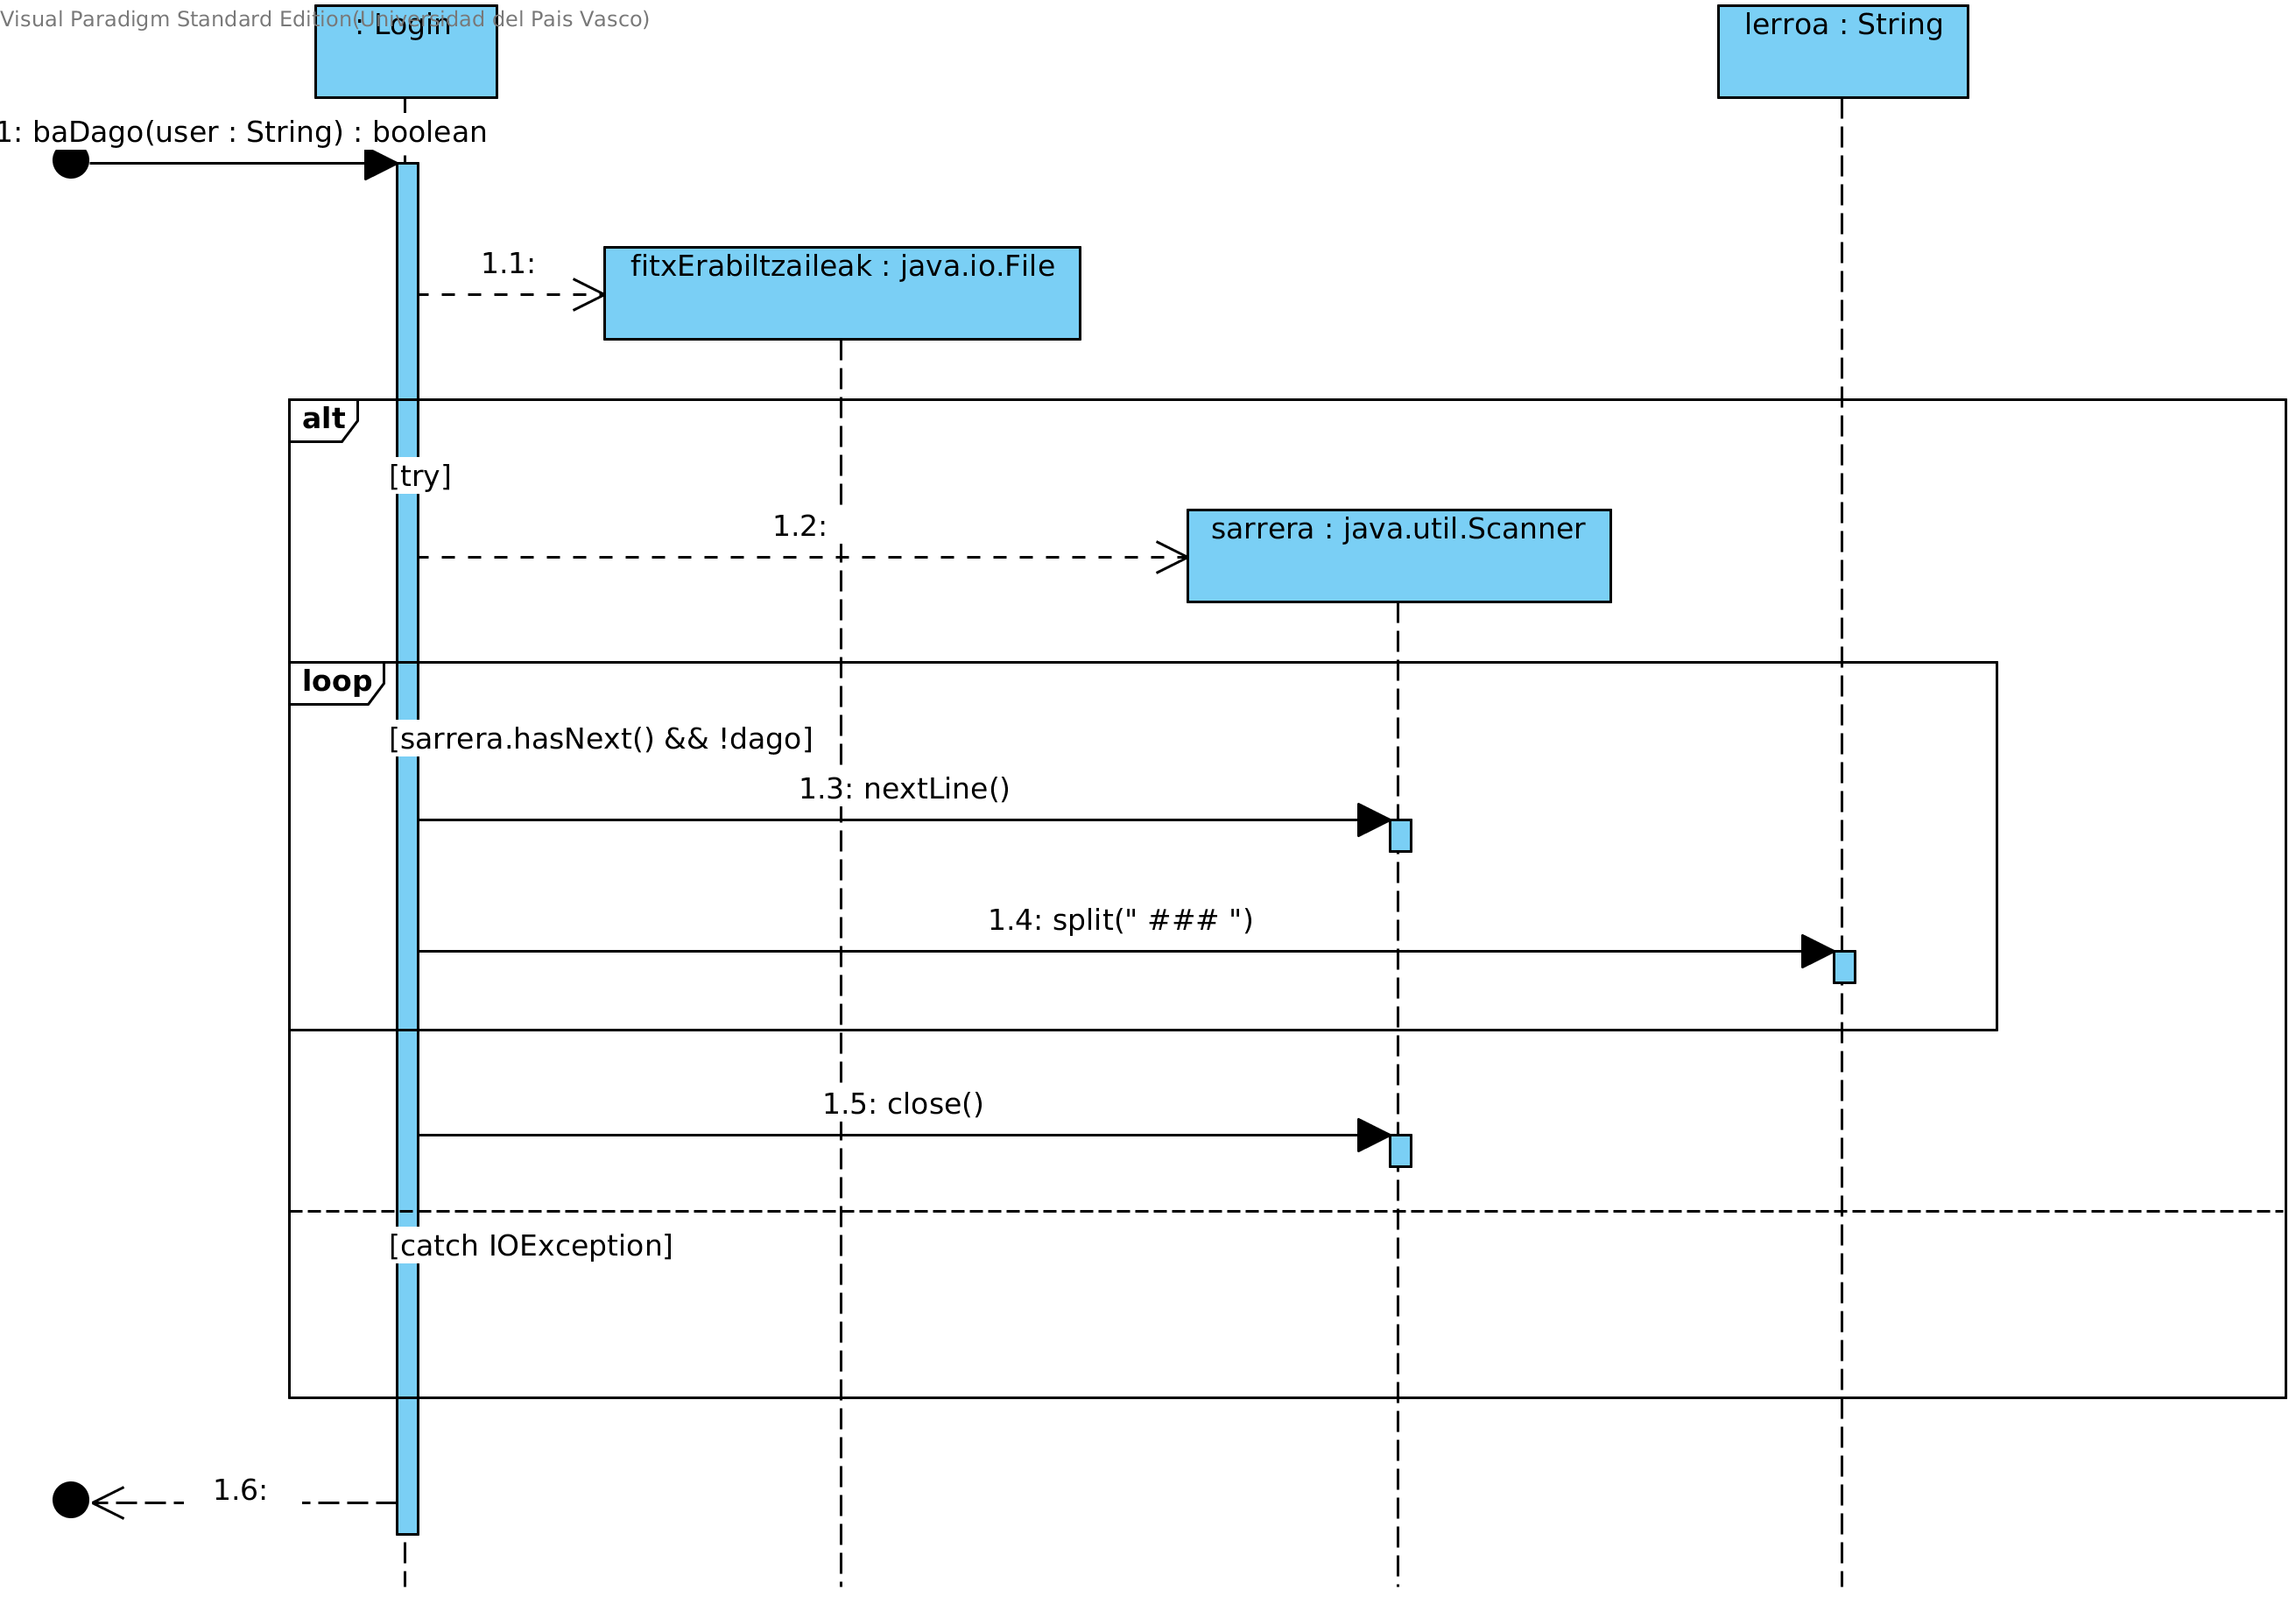 Visual Paradigm Standard Edition(Universidad del Pais Vasco)
: Login
lerroa : String
1: baDago(user : String) : boolean
1.1:
fitxErabiltzaileak : java.io.File
alt
[try]
1.2:
sarrera : java.util.Scanner
loop
[sarrera.hasNext() && !dago]
1.3: nextLine()
1.4: split(" ### ")
1.5: close()
[catch IOException]
1.6: